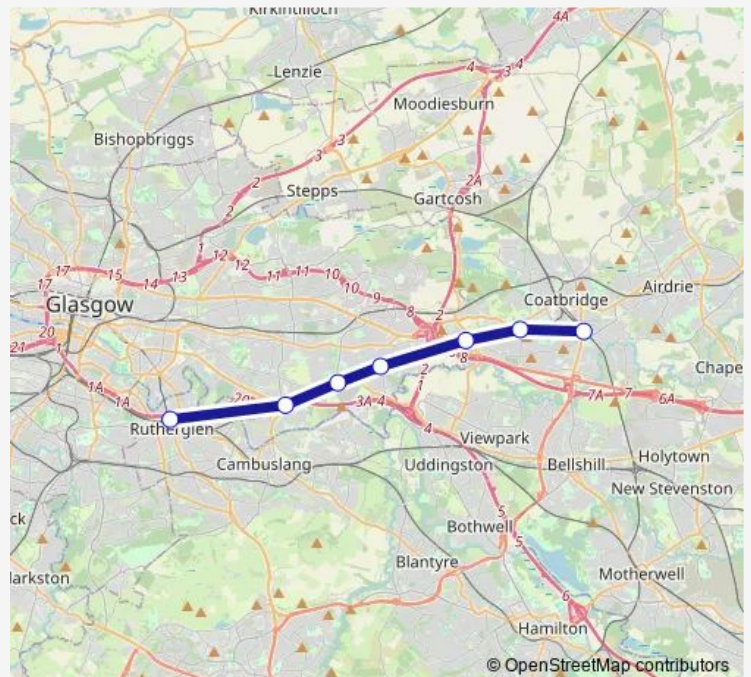 Kirkintilloch
4A
Lenzie
4
3 4
Moodiesburn
3
Bishopbriggs
3
2A
2
Stepps
Gartcosh
2
1
12
12
17
15
14
13
11
11
10
10
17
9
Airdrie
Glasgow
8
2
Coatbridge
20
21
1
8
2
1
Chape
1A
1A
3A 4
7A
7
6A
Rutherglen
4
Viewpark
Cambuslang
Uddingston
Bellshill
Holytown
New Stevenston
ck
5
Bothwell
5
Blantyre
larkston
Motherwell
6
Hamilton
© OpenStreetMap contributors